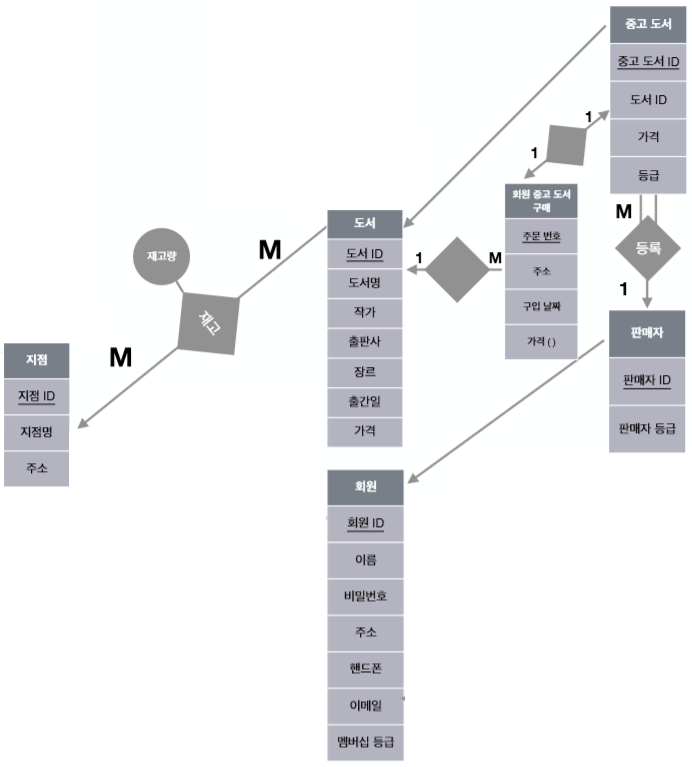 중고 도서
중고 도서 ID
도서 ID
가격
등급
1
1
회원 중고 도서
구매
주문 번호
주소
구입 날짜
가격 ( )
M
등록
1
판매자
판매자 ID
판매자 등급
도서
도서 ID
도서명
작가
출판사
장르
출간일
가격
1
M
M
재고량
재고
M
지점
지점 ID
지점명
주소
회원
회원 ID
이름
비밀번호
주소
핸드폰
이메일
멤버십 등급